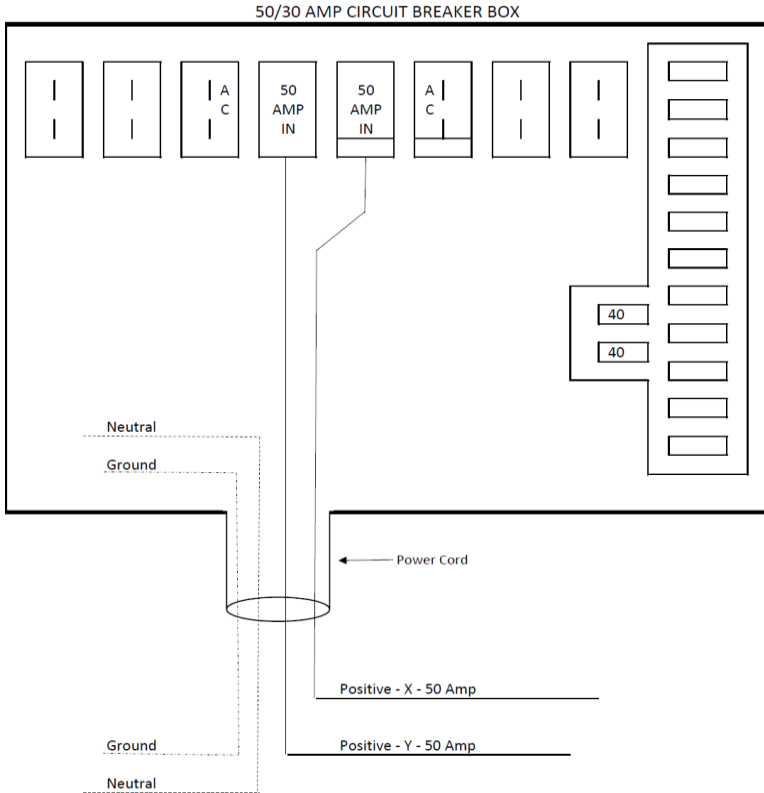 50/30 AMP CIRCUIT BREAKER BOX
A
C
50
AMP
IN
50
AMP
IN
A
C
40
40
Neutral
Ground
Power Cord
Positive - X - 50 Amp
Ground
Positive - Y - 50 Amp
Neutral